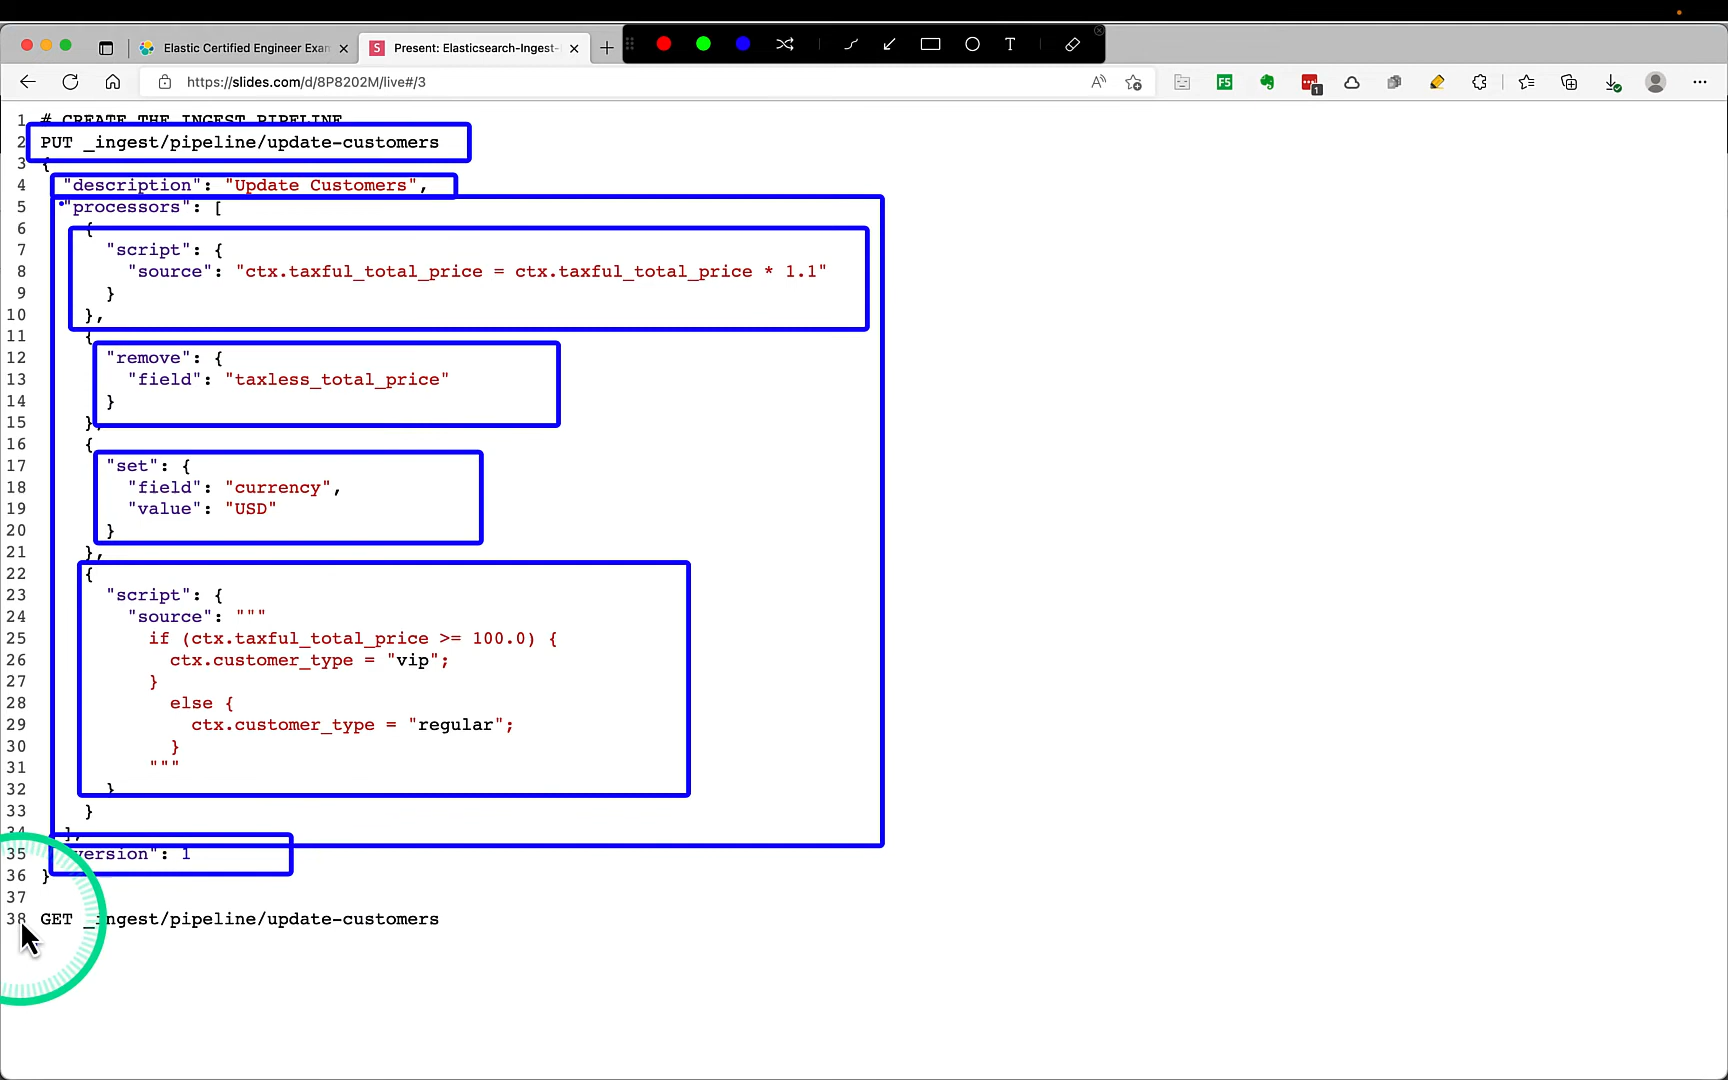 Elastic Certified Engineer Exan
Present: Elasticsearch-Ingest-
T
https://slides.com/d/8P8202M/live#/3
F5
1
1 # CREATE THE INGEST PIPELINE
2 PUT _ingest/pipeline/update-customers
3 {
4 "description": "Update Customers",
5 "processors": [
6 {
7 "script": {
8 "source": "ctx.taxful_total_price = ctx.taxful_total_price * 1.1"
9 }
10 },
11 {
12 "remove": {
13 "field": "taxless_total_price"
14 }
15 },
16 {
17 "set": {
18 "field": "currency",
19 "value": "USD"
20 }
21 },
22 {
23 "script": {
24 "source": """
25 if (ctx.taxful_total_price >= 100.0) {
26 ctx.customer_type = "vip";
27 }
28 else {
29 ctx.customer_type = "regular";
30 }
31 """
32 }
33 }
34 ],
35 "version": 1
36 }
37
38 GET _ingest/pipeline/update-customers